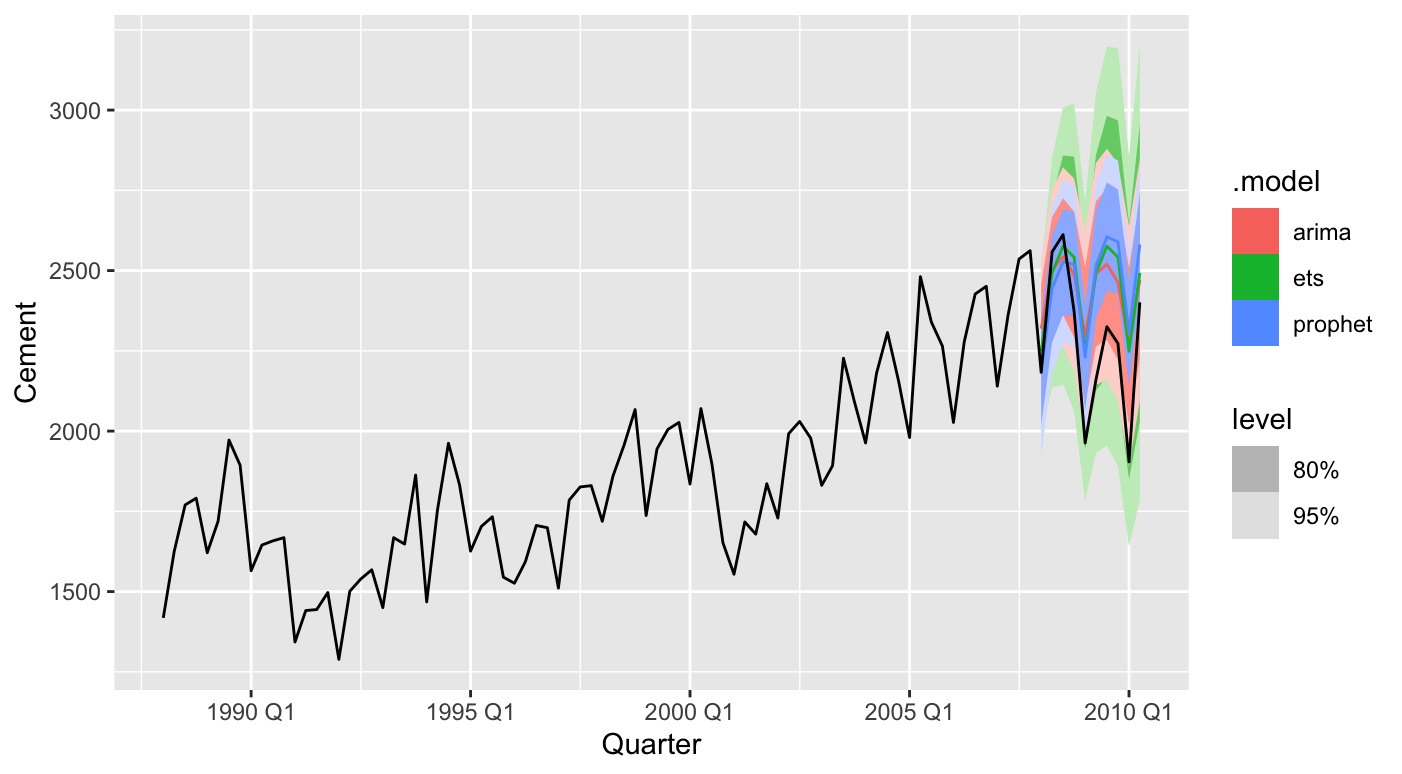 3000
2500
2000
1500
Cement
1990 Q1 1995 Q1 2000 Q1 2005 Q1 2010 Q1
Quarter
.model
arima
ets
prophet
level
80%
95%